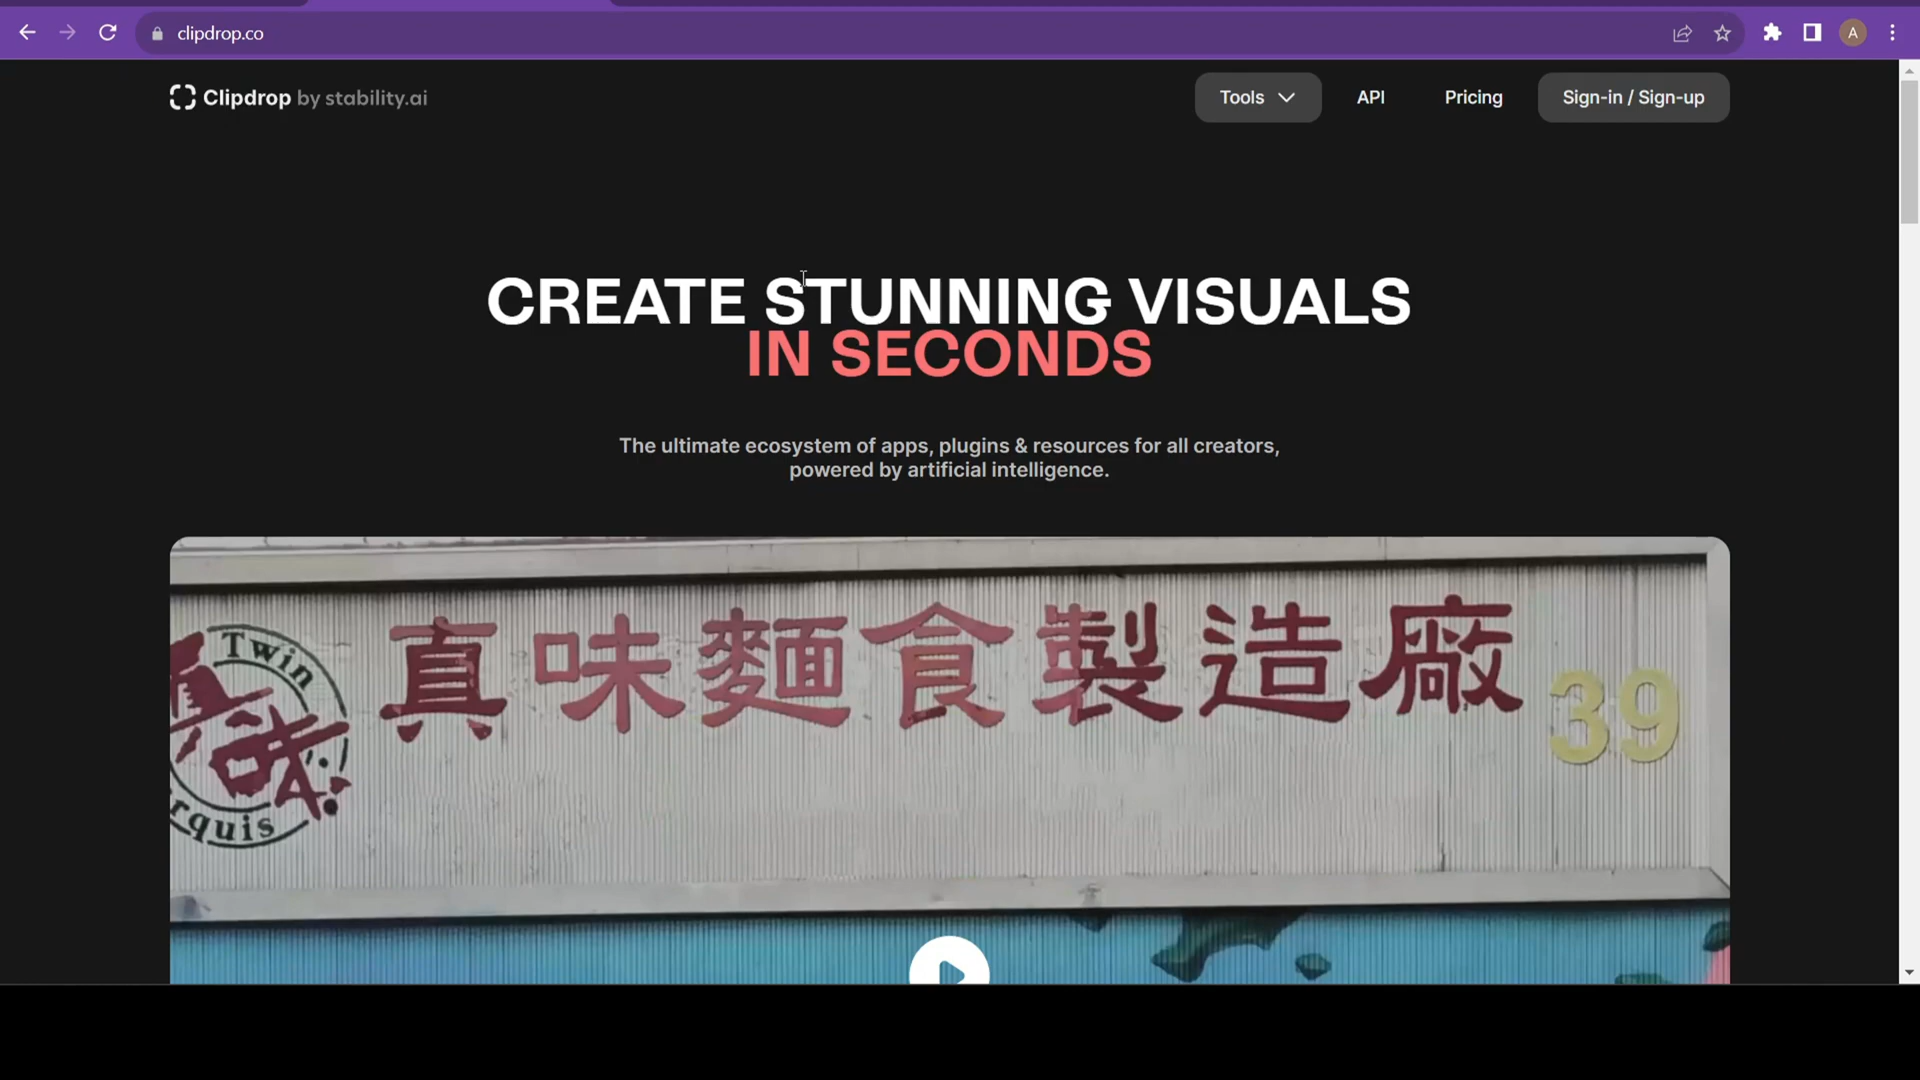 clipdrop.co
A
Clipdrop by stability.ai
Tools
API
Pricing
Sign-in / Sign-up
CREATE STUNNING VISUALS
IN SECONDS
The ultimate ecosystem of apps, plugins & resources for all creators,
powered by artificial intelligence.
Twin
真味麵食製造廠
39
rquis